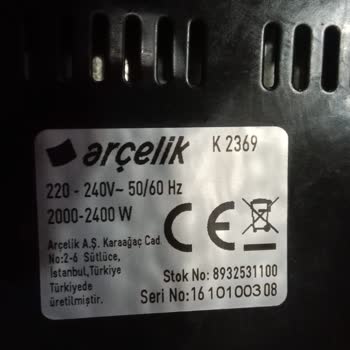 arçelik K 2369
220 - 240V~ 50/60 Hz
2000-2400 W
Arçelik A.Ş. Karaağaç Cad.
No:2-6 Sütlüce,
İstanbul,Türkiye
Türkiyede
üretilmiştir.
CE
Stok No: 8932531100
Seri No:16 10100308